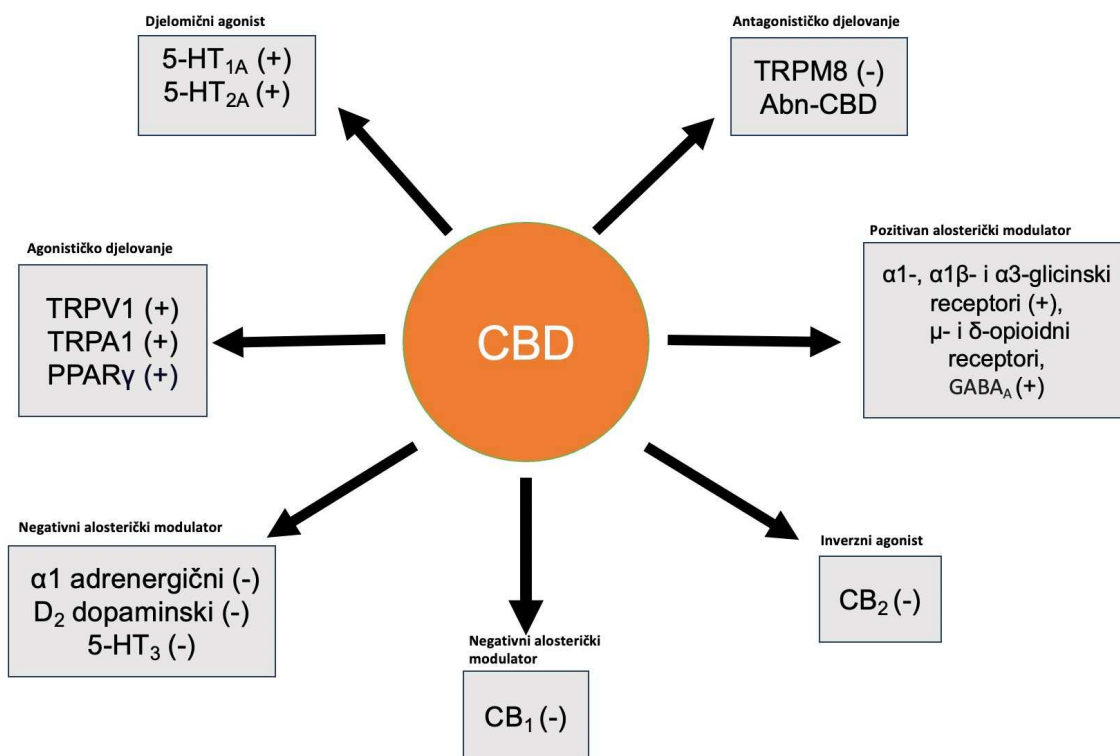 Djelomični agonist
5-HT₁A (+)
5-HT₂A (+)
Antagonističko djelovanje
TRPM8 (-)
Abn-CBD
Agonističko djelovanje
TRPV1 (+)
TRPA1 (+)
PPARγ (+)
CBD
Pozitivan alosterički modulator
α1-, α1β- i α3-glicinski
receptori (+),
μ- i δ-opioidni
receptori,
GABAₐ (+)
Negativni alosterički modulator
α1 adrenergični (-)
D₂ dopaminski (-)
5-HT₃ (-)
Negativni alosterički
modulator
CB₁ (-)
Inverzni agonist
CB₂ (-)